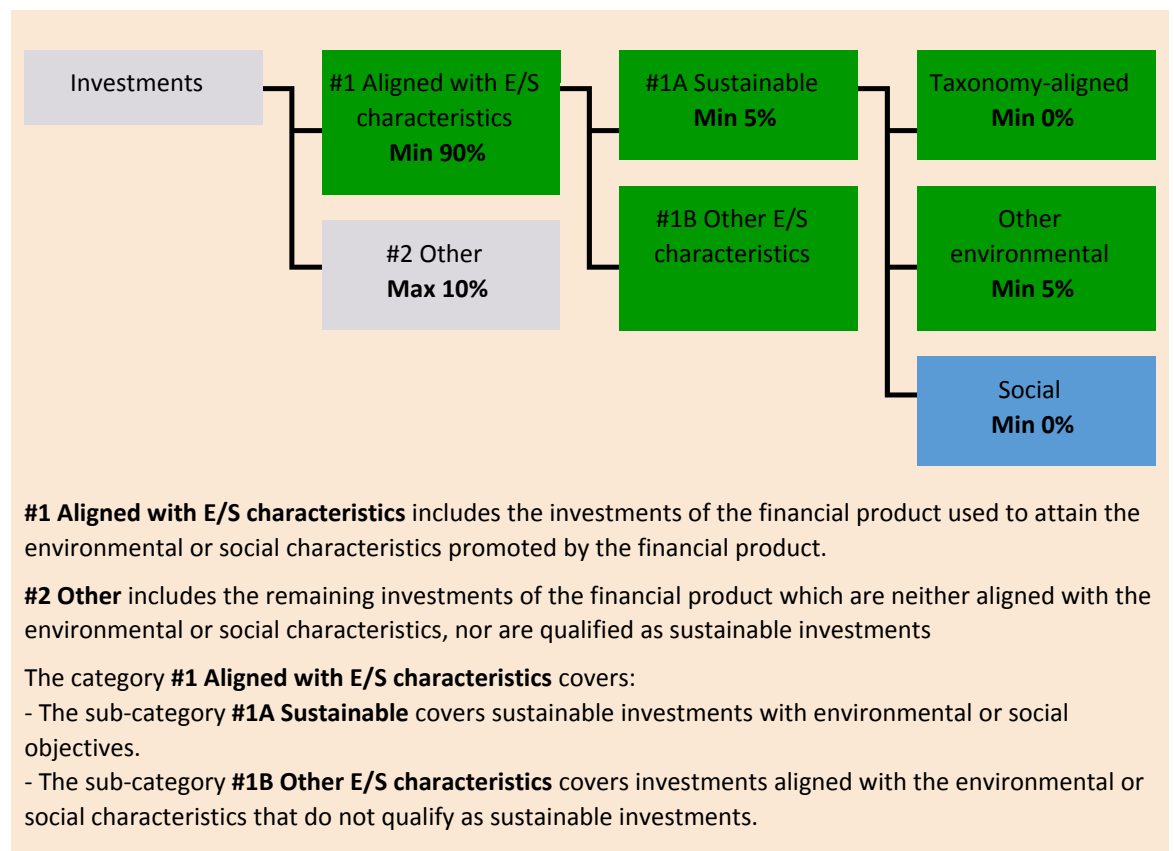 Investments
#1 Aligned with E/S
characteristics
Min 90%
#2 Other
Max 10%
#1A Sustainable
Min 5%
#1B Other E/S
characteristics
Taxonomy-aligned
Min 0%
Other
environmental
Min 5%
Social
Min 0%
#1 Aligned with E/S characteristics includes the investments of the financial product used to attain the
environmental or social characteristics promoted by the financial product.
#2 Other includes the remaining investments of the financial product which are neither aligned with the
environmental or social characteristics, nor are qualified as sustainable investments
The category #1 Aligned with E/S characteristics covers:
- The sub-category #1A Sustainable covers sustainable investments with environmental or social
objectives.
- The sub-category #1B Other E/S characteristics covers investments aligned with the environmental or
social characteristics that do not qualify as sustainable investments.